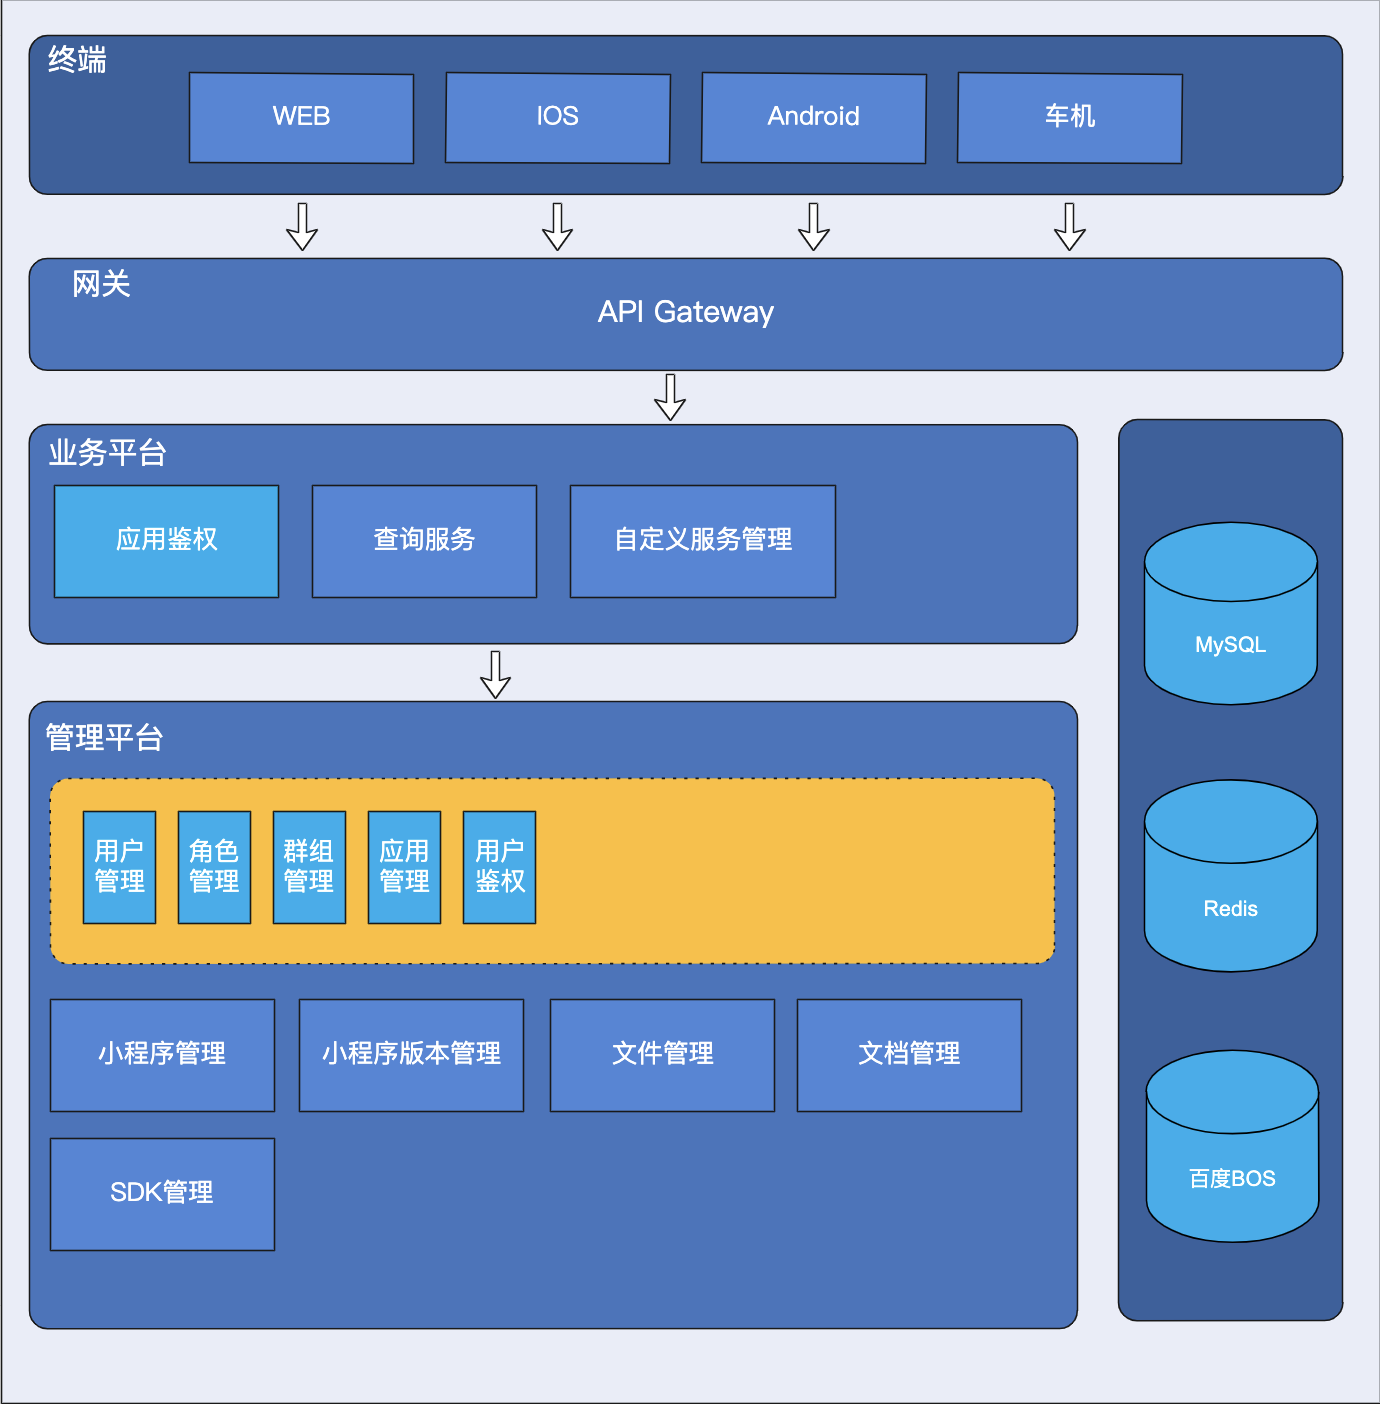 终端
WEB
IOS
Android
车机
网关
API Gateway
业务平台
应用鉴权
查询服务
自定义服务管理
管理平台
用户
管理
角色
管理
群组
管理
应用
管理
用户
鉴权
小程序管理
小程序版本管理
文件管理
文档管理
SDK管理
MySQL
Redis
百度BOS